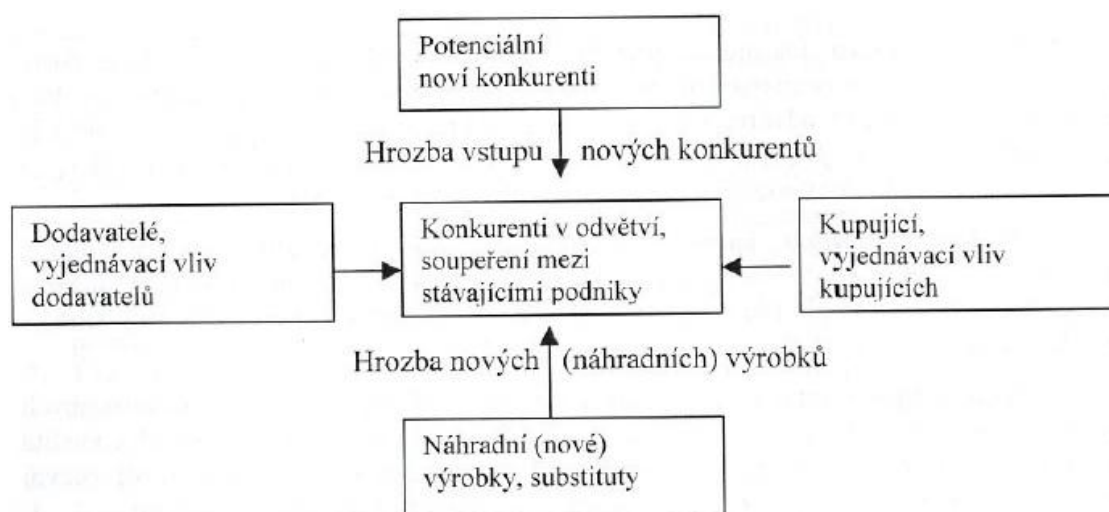 Potenciální
noví konkurenti
Hrozba vstupu nových konkurentů
Dodavatelé,
vyjednávací vliv
dodavatelů
Konkurenti v odvětví,
soupeření mezi
stávajícími podniky
Kupující,
vyjednávací vliv
kupujících
Hrozba nových (náhradních) výrobků
Náhradní (nové)
výrobky, substituty